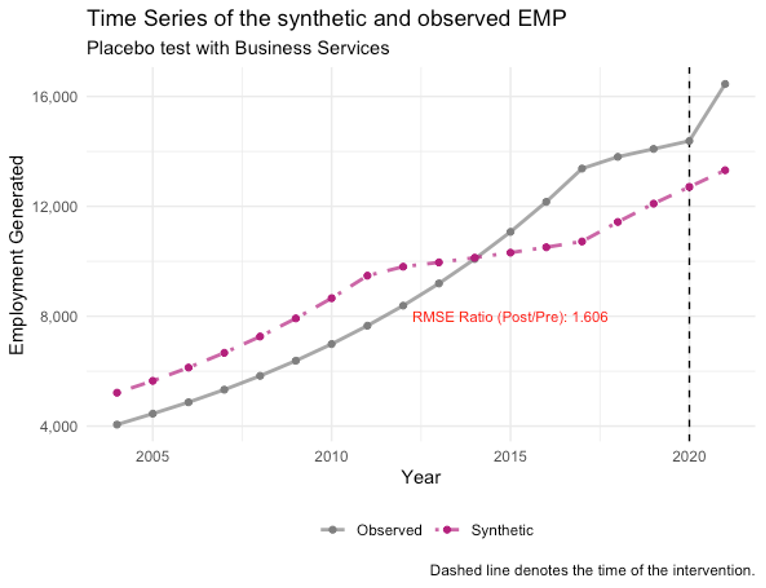 Time Series of the synthetic and observed EMP
Placebo test with Business Services
Employment Generated
16,000
12,000
8,000
4,000
RMSE Ratio (Post/Pre): 1.606
2005 2010 2015 2020
Year
Observed Synthetic
Dashed line denotes the time of the intervention.